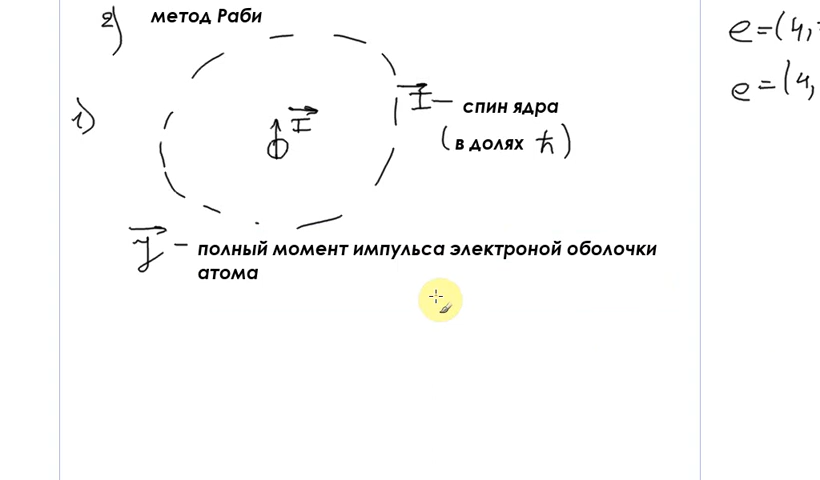 2) метод Раби
e=(4,
1) I I — спин ядра
e=(4,
(в долях ħ)
J — полный момент импульса электроной оболочки
атома